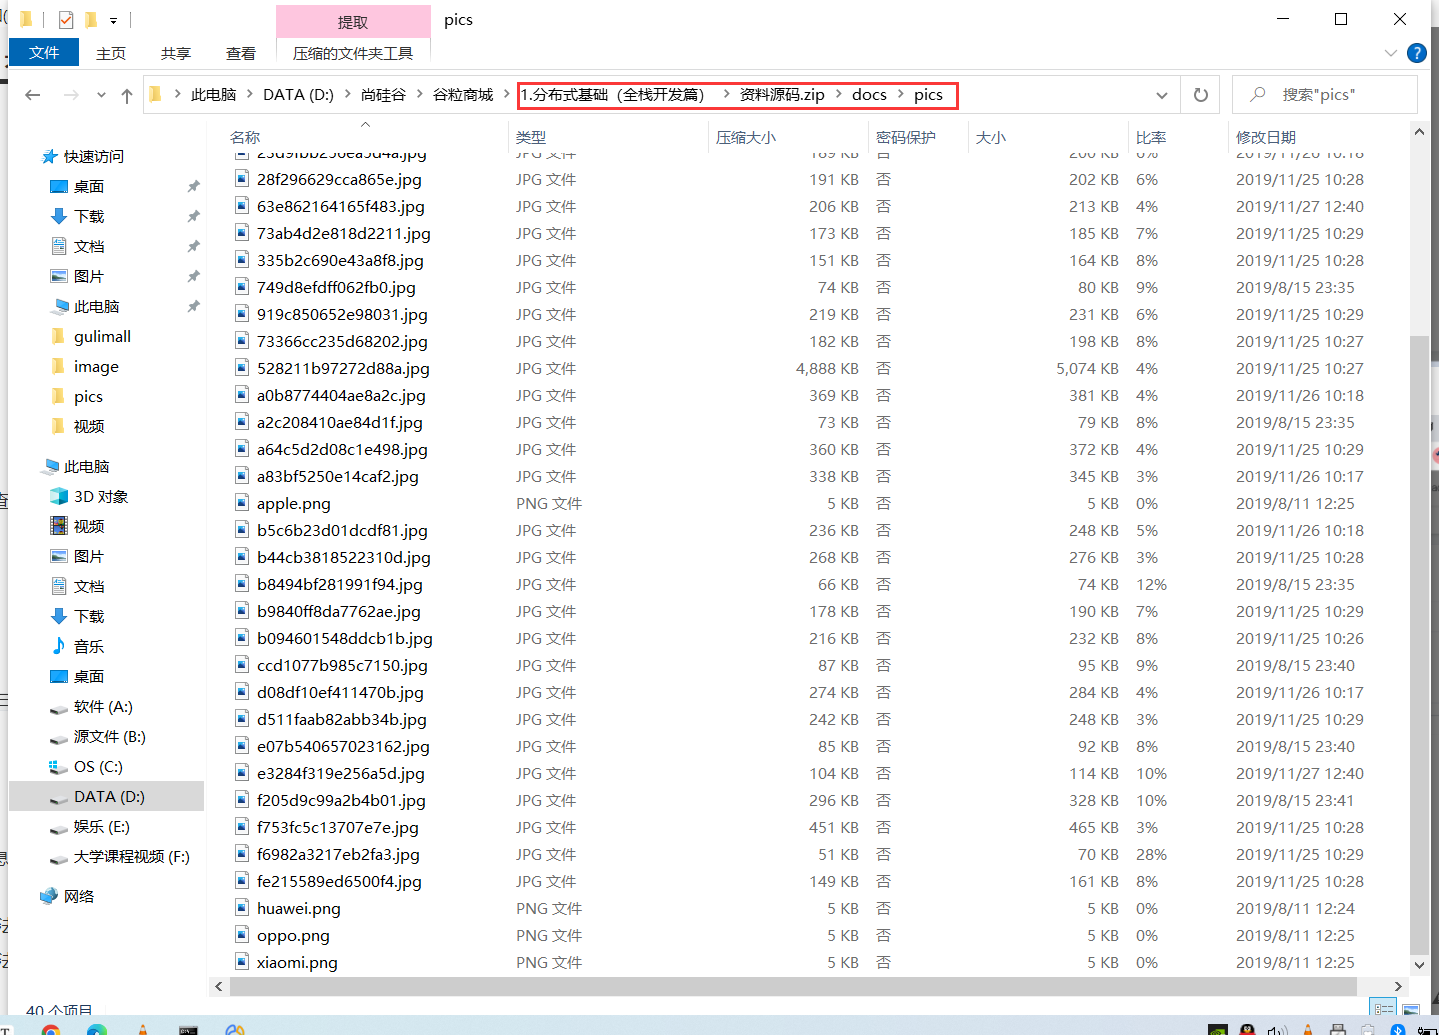 提取
pics
文件
主页
共享
查看
压缩的文件夹工具
此电脑 > DATA (D:) > 尚硅谷 > 谷粒商城 > 1.分布式基础（全栈开发篇） > 资料源码.zip > docs > pics
搜索"pics"
名称 类型 压缩大小 密码保护 大小 比率 修改日期
快速访问
桌面
下载
文档
图片
此电脑
gulimall
image
pics
视频
此电脑
3D 对象
视频
图片
文档
下载
音乐
桌面
软件 (A:)
源文件 (B:)
OS (C:)
DATA (D:)
娱乐 (E:)
大学课程视频 (F:)
网络
28f296629cca865e.jpg JPG 文件 191 KB 否 202 KB 6% 2019/11/25 10:28
63e862164165f483.jpg JPG 文件 206 KB 否 213 KB 4% 2019/11/27 12:40
73ab4d2e818d2211.jpg JPG 文件 173 KB 否 185 KB 7% 2019/11/25 10:29
335b2c690e43a8f8.jpg JPG 文件 151 KB 否 164 KB 8% 2019/11/25 10:28
749d8efdff062fb0.jpg JPG 文件 74 KB 否 80 KB 9% 2019/8/15 23:35
919c850652e98031.jpg JPG 文件 219 KB 否 231 KB 6% 2019/11/25 10:29
73366cc235d68202.jpg JPG 文件 182 KB 否 198 KB 8% 2019/11/25 10:27
528211b97272d88a.jpg JPG 文件 4,888 KB 否 5,074 KB 4% 2019/11/25 10:27
a0b8774404ae8a2c.jpg JPG 文件 369 KB 否 381 KB 4% 2019/11/26 10:18
a2c208410ae84d1f.jpg JPG 文件 73 KB 否 79 KB 8% 2019/8/15 23:35
a64c5d2d08c1e498.jpg JPG 文件 360 KB 否 372 KB 4% 2019/11/25 10:29
a83bf5250e14caf2.jpg JPG 文件 338 KB 否 345 KB 3% 2019/11/26 10:17
apple.png PNG 文件 5 KB 否 5 KB 0% 2019/8/11 12:25
b5c6b23d01dcdf81.jpg JPG 文件 236 KB 否 248 KB 5% 2019/11/26 10:18
b44cb3818522310d.jpg JPG 文件 268 KB 否 276 KB 3% 2019/11/25 10:28
b8494bf281991f94.jpg JPG 文件 66 KB 否 74 KB 12% 2019/8/15 23:35
b9840ff8da7762ae.jpg JPG 文件 178 KB 否 190 KB 7% 2019/11/25 10:29
b094601548ddcb1b.jpg JPG 文件 216 KB 否 232 KB 8% 2019/11/25 10:26
ccd1077b985c7150.jpg JPG 文件 87 KB 否 95 KB 9% 2019/8/15 23:40
d08df10ef411470b.jpg JPG 文件 274 KB 否 284 KB 4% 2019/11/26 10:17
d511faab82abb34b.jpg JPG 文件 242 KB 否 248 KB 3% 2019/11/25 10:29
e07b540657023162.jpg JPG 文件 85 KB 否 92 KB 8% 2019/8/15 23:40
e3284f319e256a5d.jpg JPG 文件 104 KB 否 114 KB 10% 2019/11/27 12:40
f205d9c99a2b4b01.jpg JPG 文件 296 KB 否 328 KB 10% 2019/8/15 23:41
f753fc5c13707e7e.jpg JPG 文件 451 KB 否 465 KB 3% 2019/11/25 10:28
f6982a3217eb2fa3.jpg JPG 文件 51 KB 否 70 KB 28% 2019/11/25 10:29
fe215589ed6500f4.jpg JPG 文件 149 KB 否 161 KB 8% 2019/11/25 10:28
huawei.png PNG 文件 5 KB 否 5 KB 0% 2019/8/11 12:24
oppo.png PNG 文件 5 KB 否 5 KB 0% 2019/8/11 12:25
xiaomi.png PNG 文件 5 KB 否 5 KB 0% 2019/8/11 12:25
40 个项目